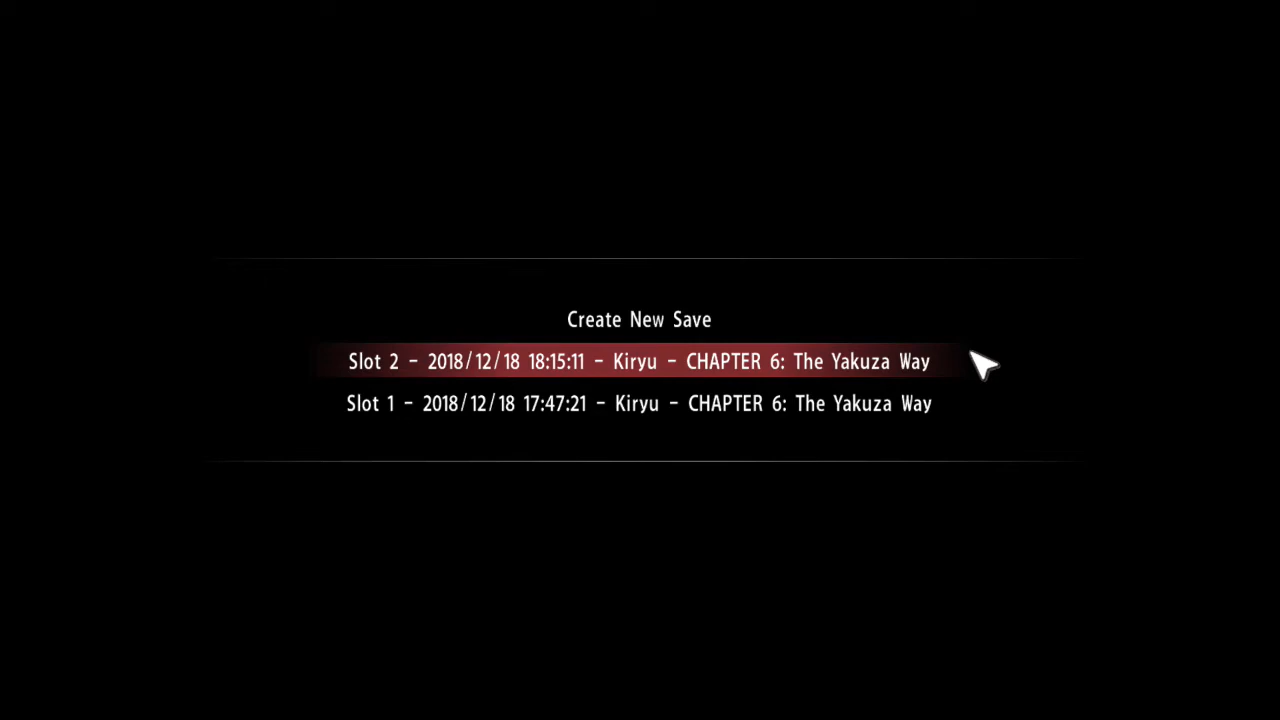 Create New Save
Slot 2 - 2018/12/18 18:15:11 - Kiryu - CHAPTER 6: The Yakuza Way
Slot 1 - 2018/12/18 17:47:21 - Kiryu - CHAPTER 6: The Yakuza Way